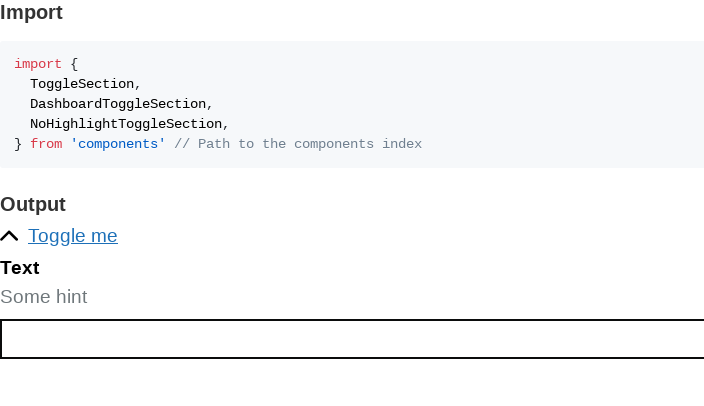 Import
import {
  ToggleSection,
  DashboardToggleSection,
  NoHighlightToggleSection,
} from 'components' // Path to the components index
Output
Toggle me
Text
Some hint